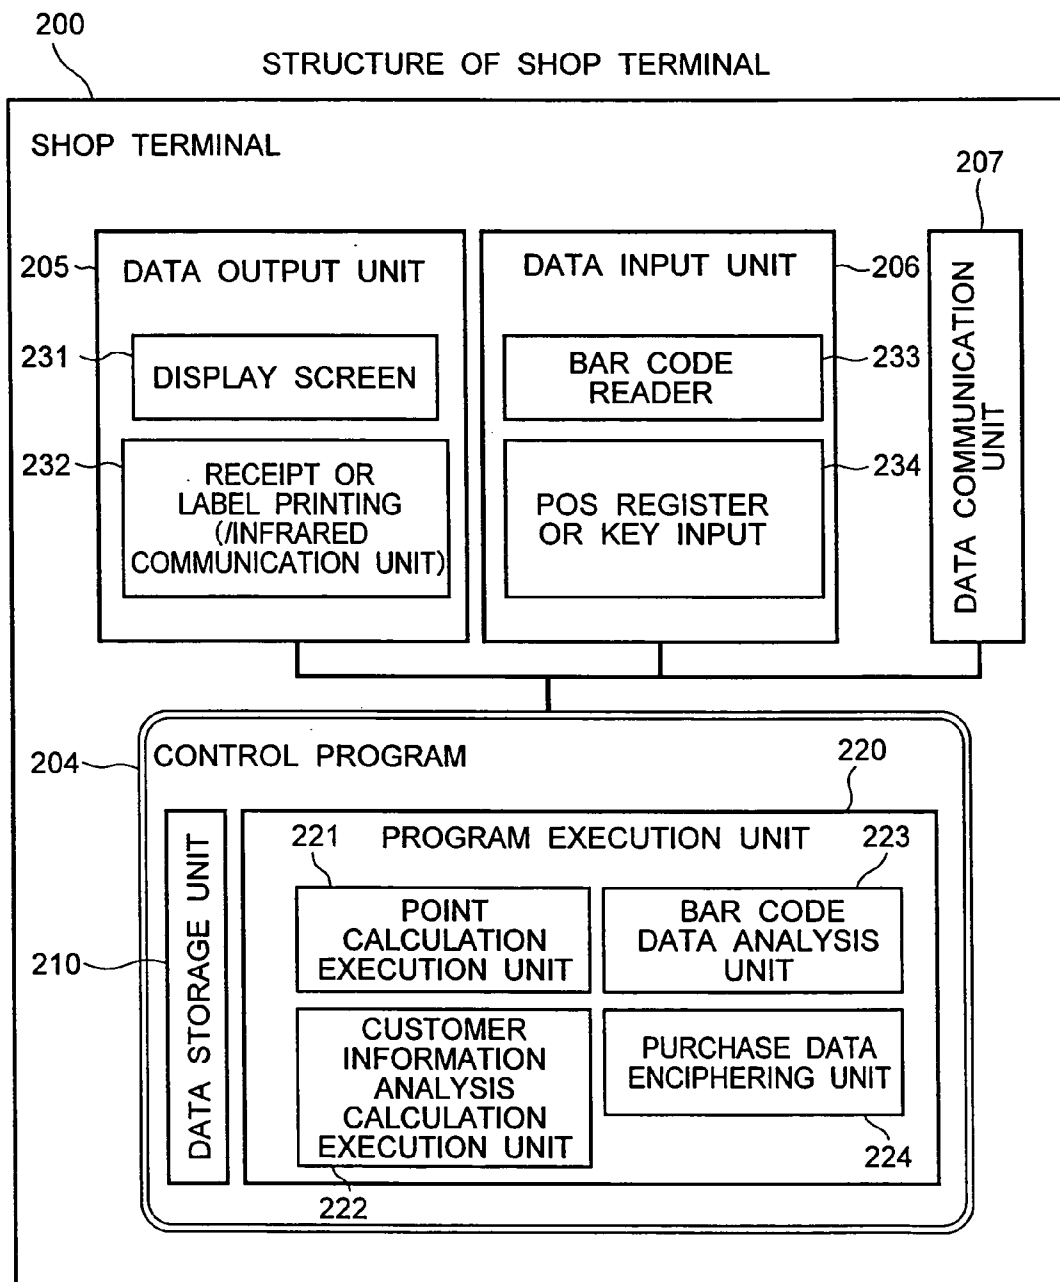 200
STRUCTURE OF SHOP TERMINAL
SHOP TERMINAL
207
205
DATA OUTPUT UNIT
DATA INPUT UNIT
206
231
DISPLAY SCREEN
BAR CODE
READER
233
232
RECEIPT OR
LABEL PRINTING
(/INFRARED
COMMUNICATION UNIT)
POS REGISTER
OR KEY INPUT
234
DATA COMMUNICATION
UNIT
204
CONTROL PROGRAM
220
221
PROGRAM EXECUTION UNIT
223
210
DATA STORAGE UNIT
POINT
CALCULATION
EXECUTION UNIT
BAR CODE
DATA ANALYSIS
UNIT
CUSTOMER
INFORMATION
ANALYSIS
CALCULATION
EXECUTION UNIT
PURCHASE DATA
ENCIPHERING UNIT
224
222